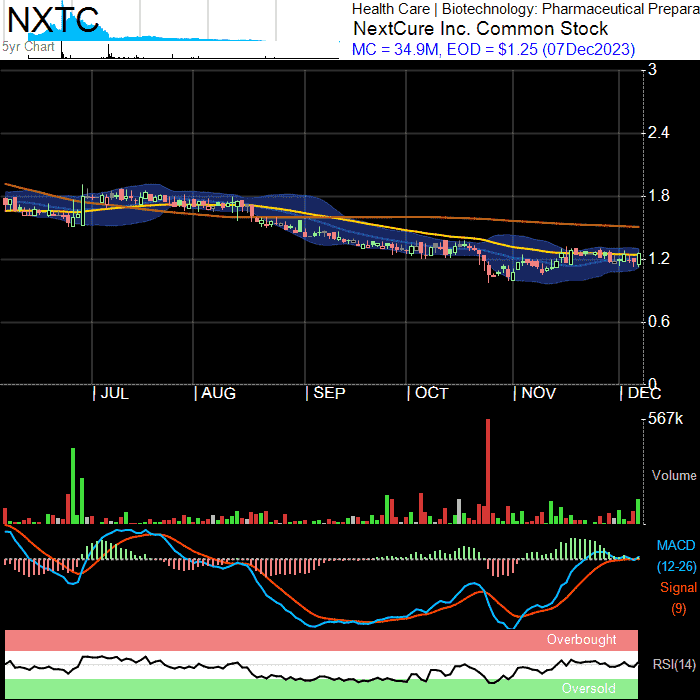 NXTC
5yr Chart
Health Care | Biotechnology: Pharmaceutical Prepara
NextCure Inc. Common Stock
MC = 34.9M, EOD = $1.25 (07Dec2023)
3
2.4
1.8
1.2
0.6
0
JUL AUG SEP OCT NOV DEC
567k
Volume
MACD
(12-26)
Signal
(9)
Overbought
RSI(14)
Oversold